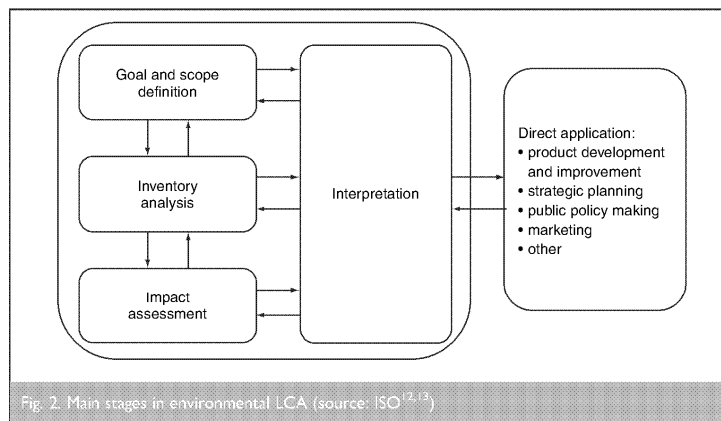 Goal and scope
definition
Inventory
analysis
Impact
assessment
Interpretation
Direct application:
• product development
and improvement
• strategic planning
• public policy making
• marketing
• other
Fig. 2. Main stages in environmental LCA (source: ISO12,13)